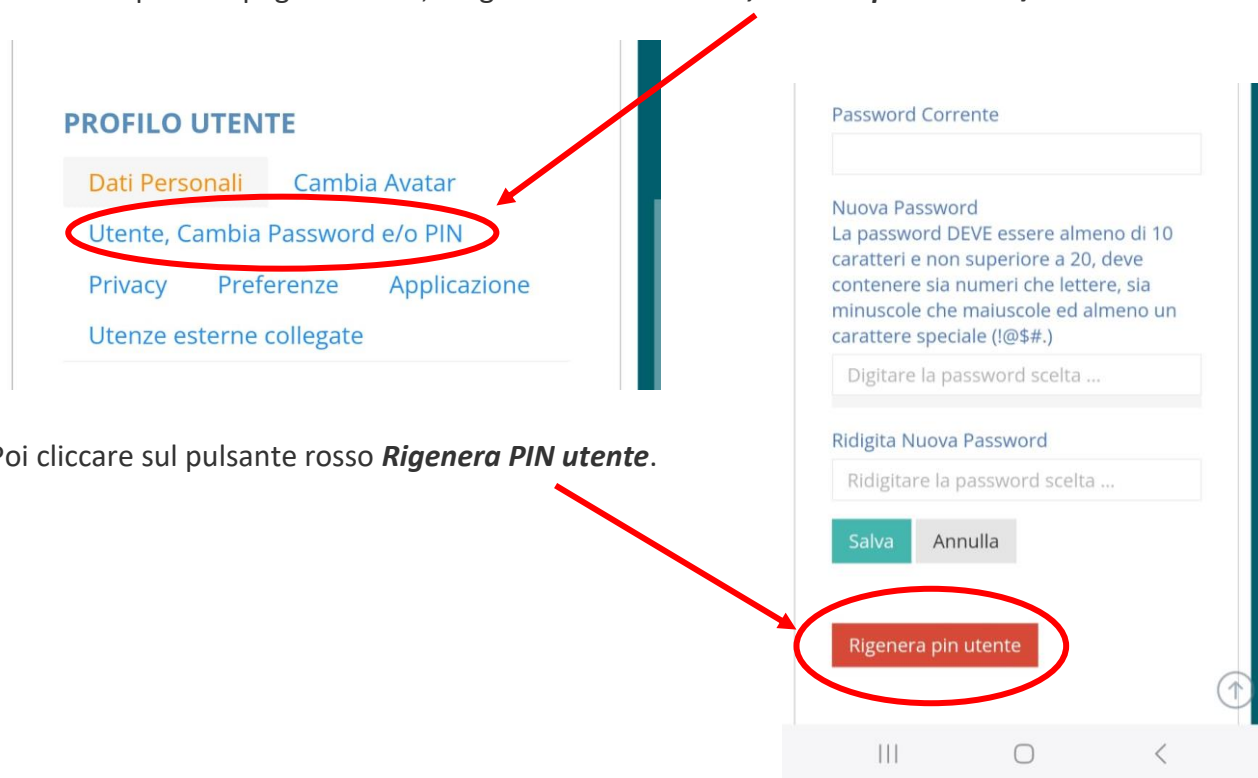 PROFILO UTENTE
Dati Personali Cambia Avatar
Utente, Cambia Password e/o PIN
Privacy Preferenze Applicazione
Utenze esterne collegate
Poi cliccare sul pulsante rosso Rigenera PIN utente.
Password Corrente
Nuova Password
La password DEVE essere almeno di 10
caratteri e non superiore a 20, deve
contenere sia numeri che lettere, sia
minuscole che maiuscole ed almeno un
carattere speciale (!@$#.)
Digitare la password scelta ...
Ridigita Nuova Password
Ridigitare la password scelta ...
Salva Annulla
Rigenera pin utente